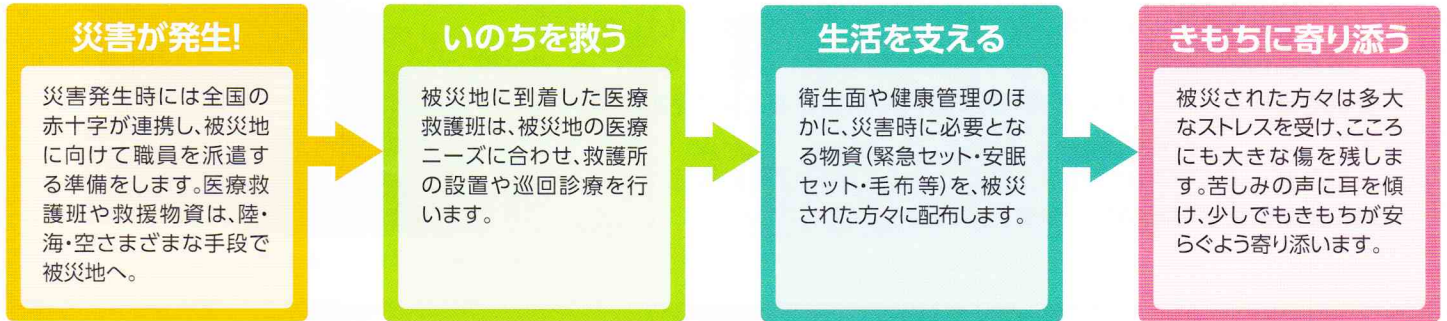 災害が発生!
災害発生時には全国の
赤十字が連携し、被災地
に向けて職員を派遣す
る準備をします。医療救
護班や救援物資は、陸・
海・空さまざまな手段で
被災地へ。
いのちを救う
被災地に到着した医療
救護班は、被災地の医療
ニーズに合わせ、救護所
の設置や巡回診療を行
います。
生活を支える
衛生面や健康管理のほ
かに、災害時に必要とな
る物資(緊急セット・安眠
セット・毛布等)を、被災
された方々に配布します。
きもちに寄り添う
被災された方々は多大
なストレスを受け、こころ
にも大きな傷を残しま
す。苦しみの声に耳を傾
け、少しでもきもちが安
らぐよう寄り添います。